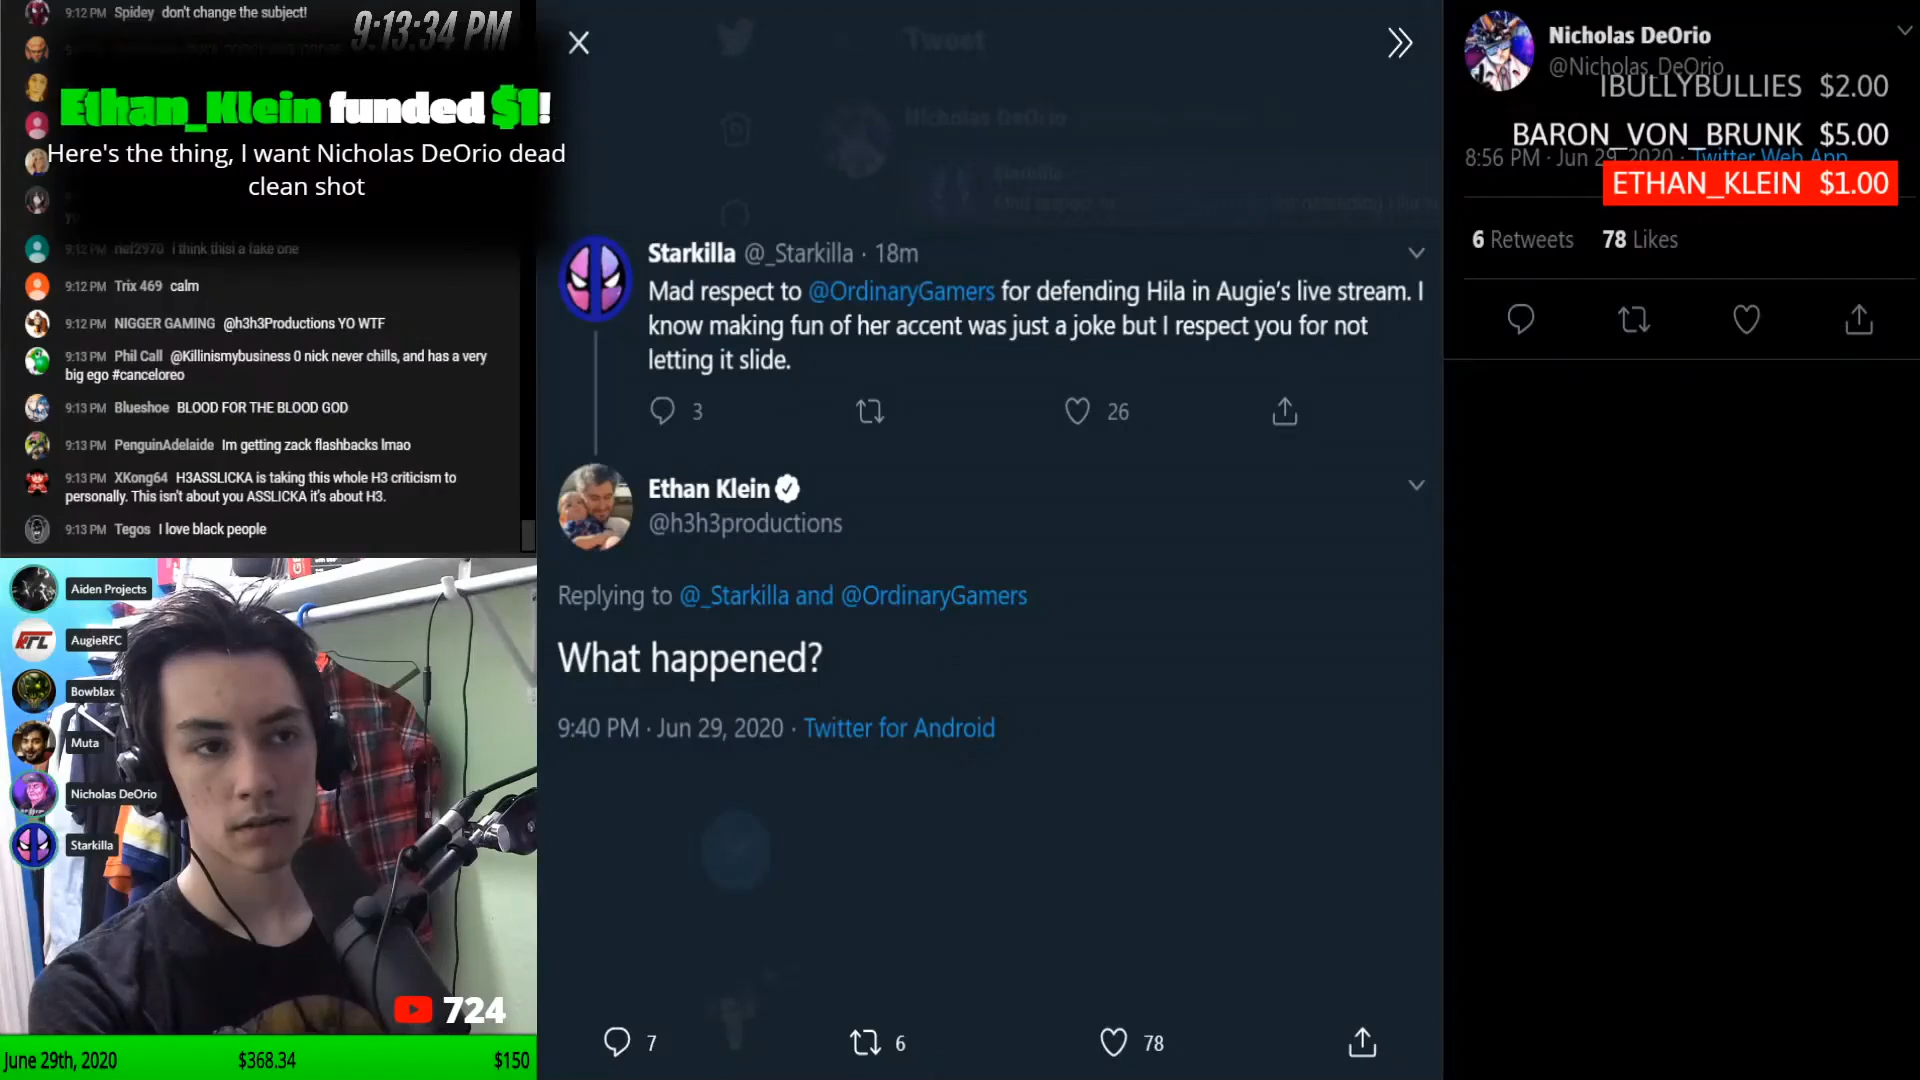 9:12 PM Spidey don't change the subject!
9:13:34 PM
Ethan_Klein funded $1!
Here's the thing, I want Nicholas DeOrio dead
clean shot
9:12 PM nef2970 I think thisi a fake one
9:12 PM Trix 469 calm
9:12 PM NIGGER GAMING @h3h3Productions YO WTF
9:13 PM Phil Call @Killinismybusiness 0 nick never chills, and has a very
big ego #canceloreo
9:13 PM Blueshoe BLOOD FOR THE BLOOD GOD
9:13 PM PenguinAdelaide Im getting zack flashbacks lmao
9:13 PM XKong64 H3ASSLICKA is taking this whole H3 criticism to
personally. This isn't about you ASSLICKA it's about H3.
9:13 PM Tegos I love black people
Aiden Projects
RFC
AugieRFC
Bowblax
Muta
Nicholas DeOrio
Starkilla
724
June 29th, 2020 $368.34 $150
Tweet
Nicholas DeOrio
Starkilla @_Starkilla · 18m
Mad respect to @OrdinaryGamers for defending Hila in Augie's live stream. I
know making fun of her accent was just a joke but I respect you for not
letting it slide.
3 26
Ethan Klein
@h3h3productions
Replying to @_Starkilla and @OrdinaryGamers
What happened?
9:40 PM · Jun 29, 2020 · Twitter for Android
7 6 78
Nicholas DeOrio
@Nicholas_DeOrio
IBULLYBULLIES $2.00
BARON_VON_BRUNK $5.00
8:56 PM · Jun 29, 2020 · Twitter Web App
ETHAN_KLEIN $1.00
6 Retweets 78 Likes